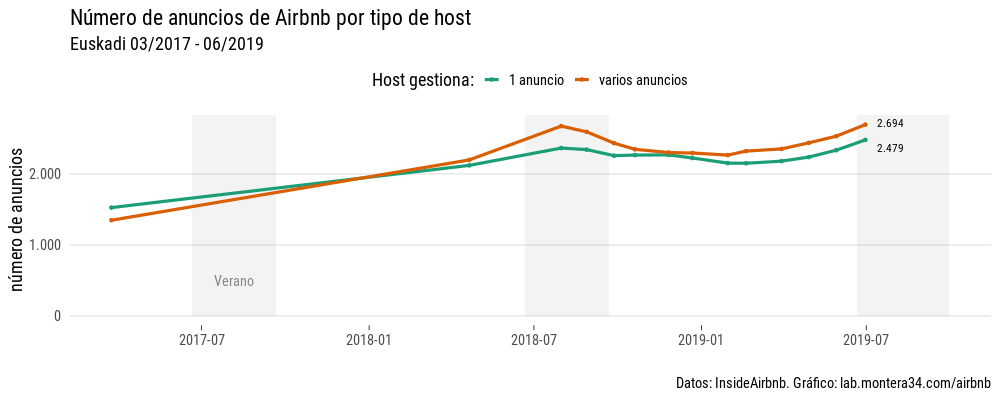 Número de anuncios de Airbnb por tipo de host
Euskadi 03/2017 - 06/2019
Host gestiona: 1 anuncio varios anuncios
número de anuncios
2.694
2.479
2.000
1.000
Verano
0
2017-07 2018-01 2018-07 2019-01 2019-07
Datos: InsideAirbnb. Gráfico: lab.montera34.com/airbnb